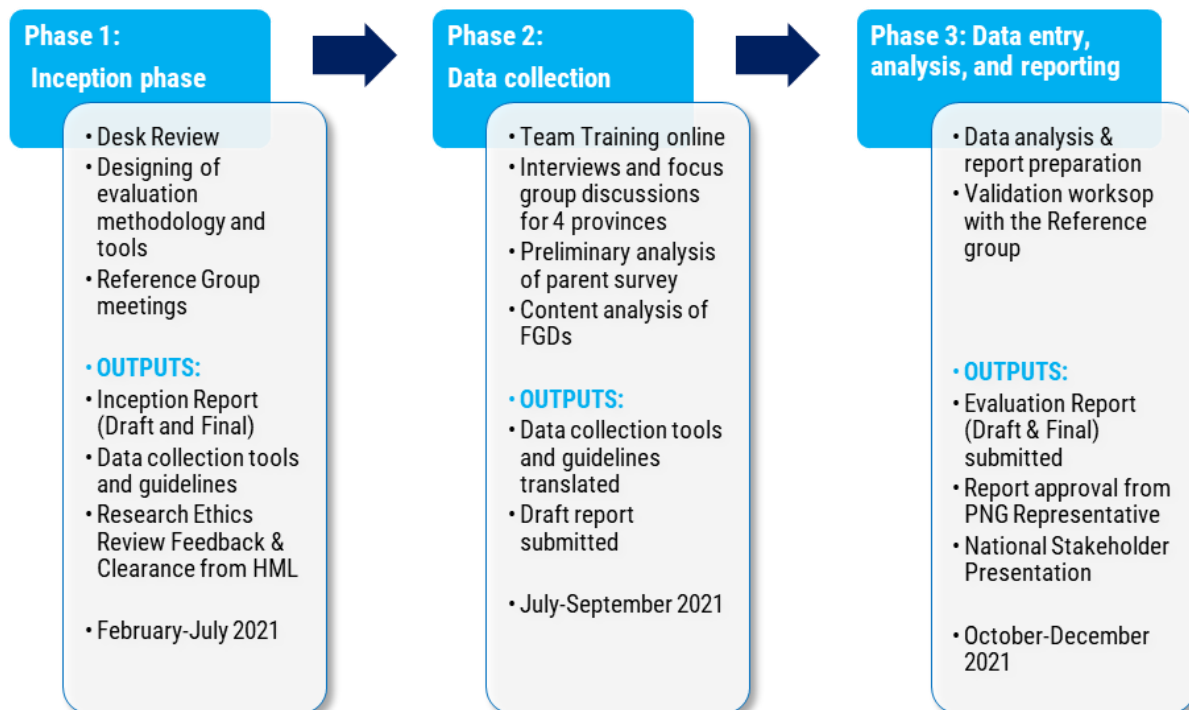 Phase 1:
Inception phase
• Desk Review
• Designing of
evaluation
methodology and
tools
• Reference Group
meetings
• OUTPUTS:
• Inception Report
(Draft and Final)
• Data collection tools
and guidelines
• Research Ethics
Review Feedback &
Clearance from HML
• February-July 2021
Phase 2:
Data collection
• Team Training online
• Interviews and focus
group discussions
for 4 provinces
• Preliminary analysis
of parent survey
• Content analysis of
FGDs
• OUTPUTS:
• Data collection tools
and guidelines
translated
• Draft report
submitted
• July-September 2021
Phase 3: Data entry,
analysis, and reporting
• Data analysis &
report preparation
• Validation worksop
with the Reference
group
• OUTPUTS:
• Evaluation Report
(Draft & Final)
submitted
• Report approval from
PNG Representative
• National Stakeholder
Presentation
• October-December
2021